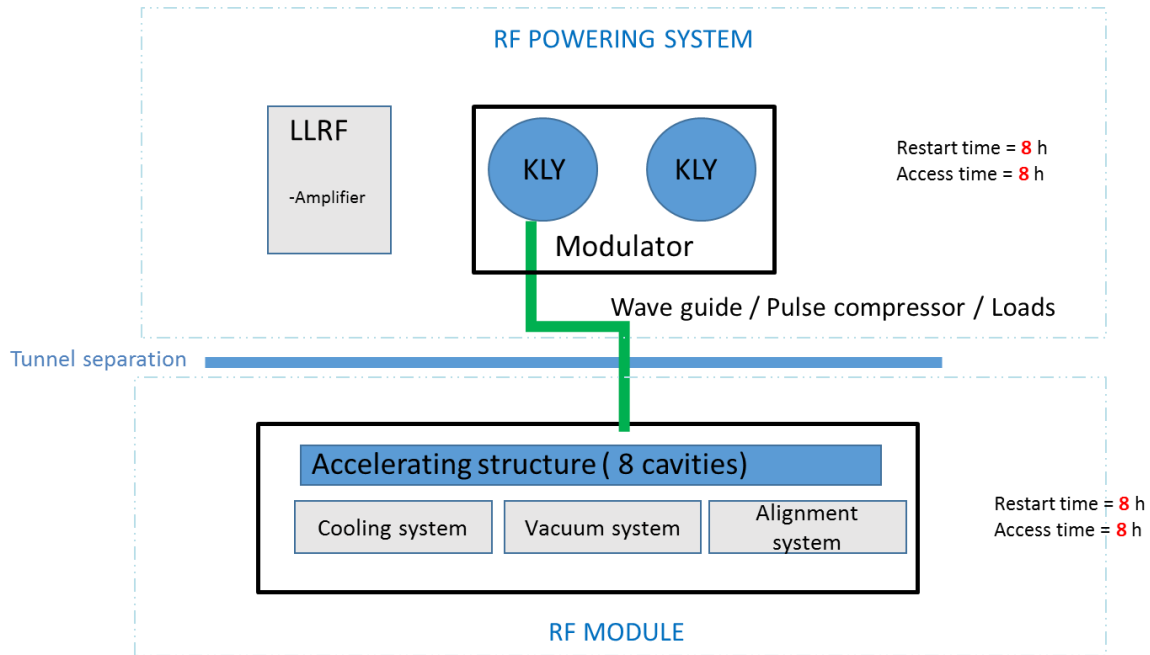 RF POWERING SYSTEM
LLRF
-Amplifier
KLY
KLY
Modulator
Restart time = 8 h
Access time = 8 h
Wave guide / Pulse compressor / Loads
Tunnel separation
Accelerating structure ( 8 cavities)
Cooling system
Vacuum system
Alignment
system
Restart time = 8 h
Access time = 8 h
RF MODULE